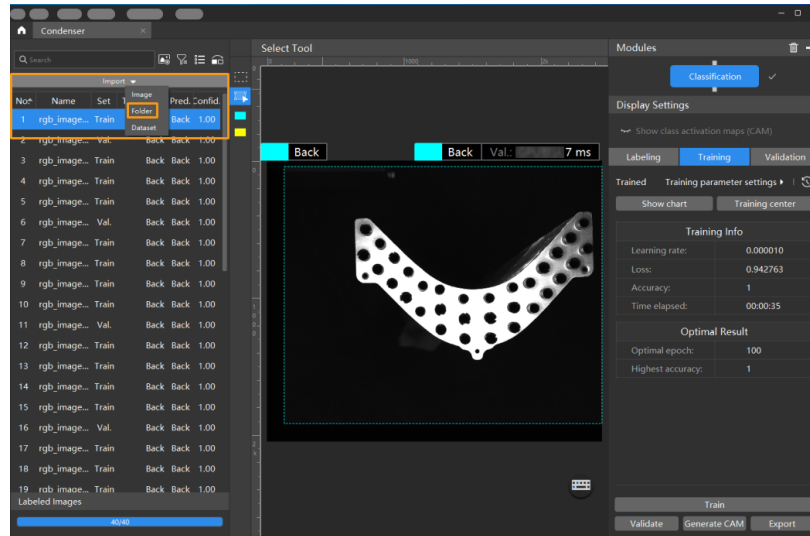 Condenser
Search
Import
Image
Folder
Dataset
No. Name Set Pred. Confid.
1 rgb_image... Train Back 1.00
2 rgb_image... Val. Back Back 1.00
3 rgb_image... Train Back Back 1.00
4 rgb_image... Train Back Back 1.00
5 rgb_image... Train Back Back 1.00
6 rgb_image... Val. Back Back 1.00
7 rgb_image... Train Back Back 1.00
8 rgb_image... Train Back Back 1.00
9 rgb_image... Train Back Back 1.00
10 rgb_image... Train Back Back 1.00
11 rgb_image... Val. Back Back 1.00
12 rgb_image... Train Back Back 1.00
13 rgb_image... Train Back Back 1.00
14 rgb_image... Train Back Back 1.00
15 rgb_image... Train Back Back 1.00
16 rgb_image... Val. Back Back 1.00
17 rgb_image... Train Back Back 1.00
18 rgb_image... Train Back Back 1.00
19 rgb_image... Train Back Back 1.00
Labeled Images
40/40
Select Tool
0 1000 2k
Back
Back Val.: 7 ms
Modules
Classification
Display Settings
Show class activation maps (CAM)
Labeling Training Validation
Trained Training parameter settings
Show chart Training center
Training Info
Learning rate: 0.000010
Loss: 0.942763
Accuracy: 1
Time elapsed: 00:00:35
Optimal Result
Optimal epoch: 100
Highest accuracy: 1
Train
Validate Generate CAM Export